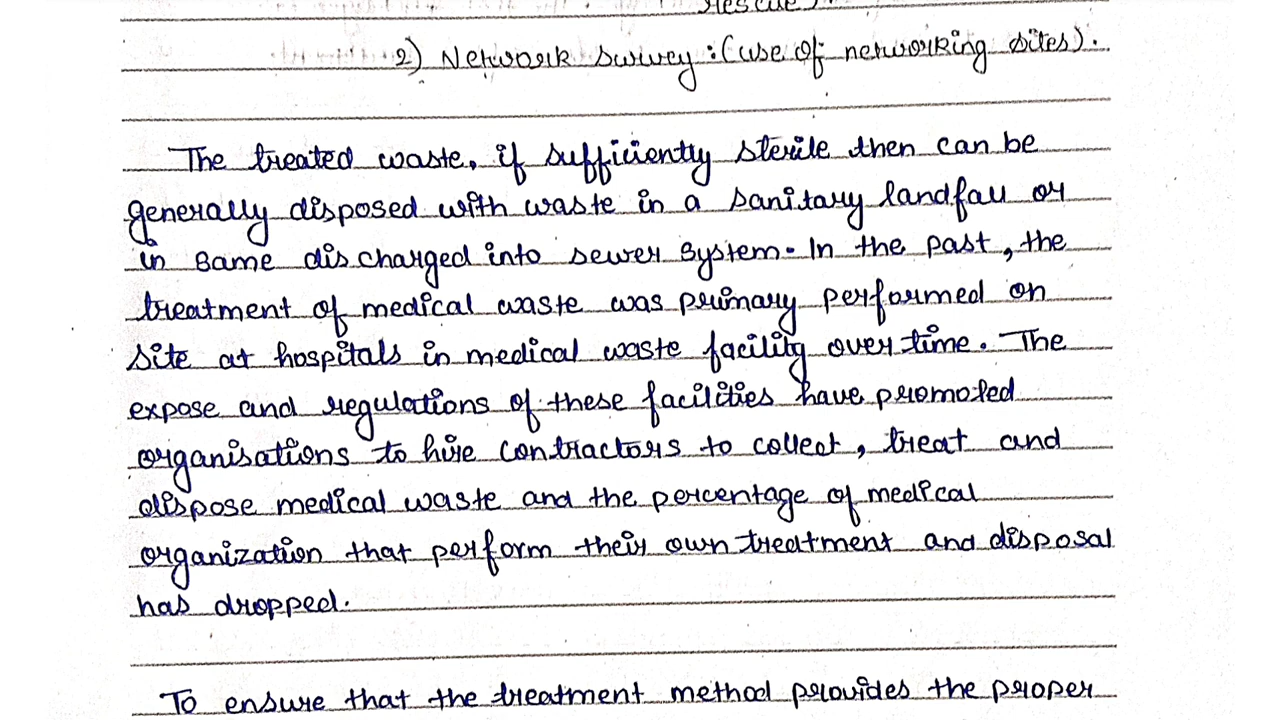 2) Network survey : (use of networking sites).
The treated waste, if sufficiently sterile then can be
generally disposed with waste in a sanitary landfau or
in same discharged into sewer system. In the past, the
treatment of medical waste was primary performed on
site at hospitals in medical waste facility over time. The
expose and regulations of these facilities have promoted
organisations to hire contractors to collect, treat and
dispose medical waste and the percentage of medical
organization that perform their own treatment and disposal
has dropped.
To ensure that the treatment method provides the proper